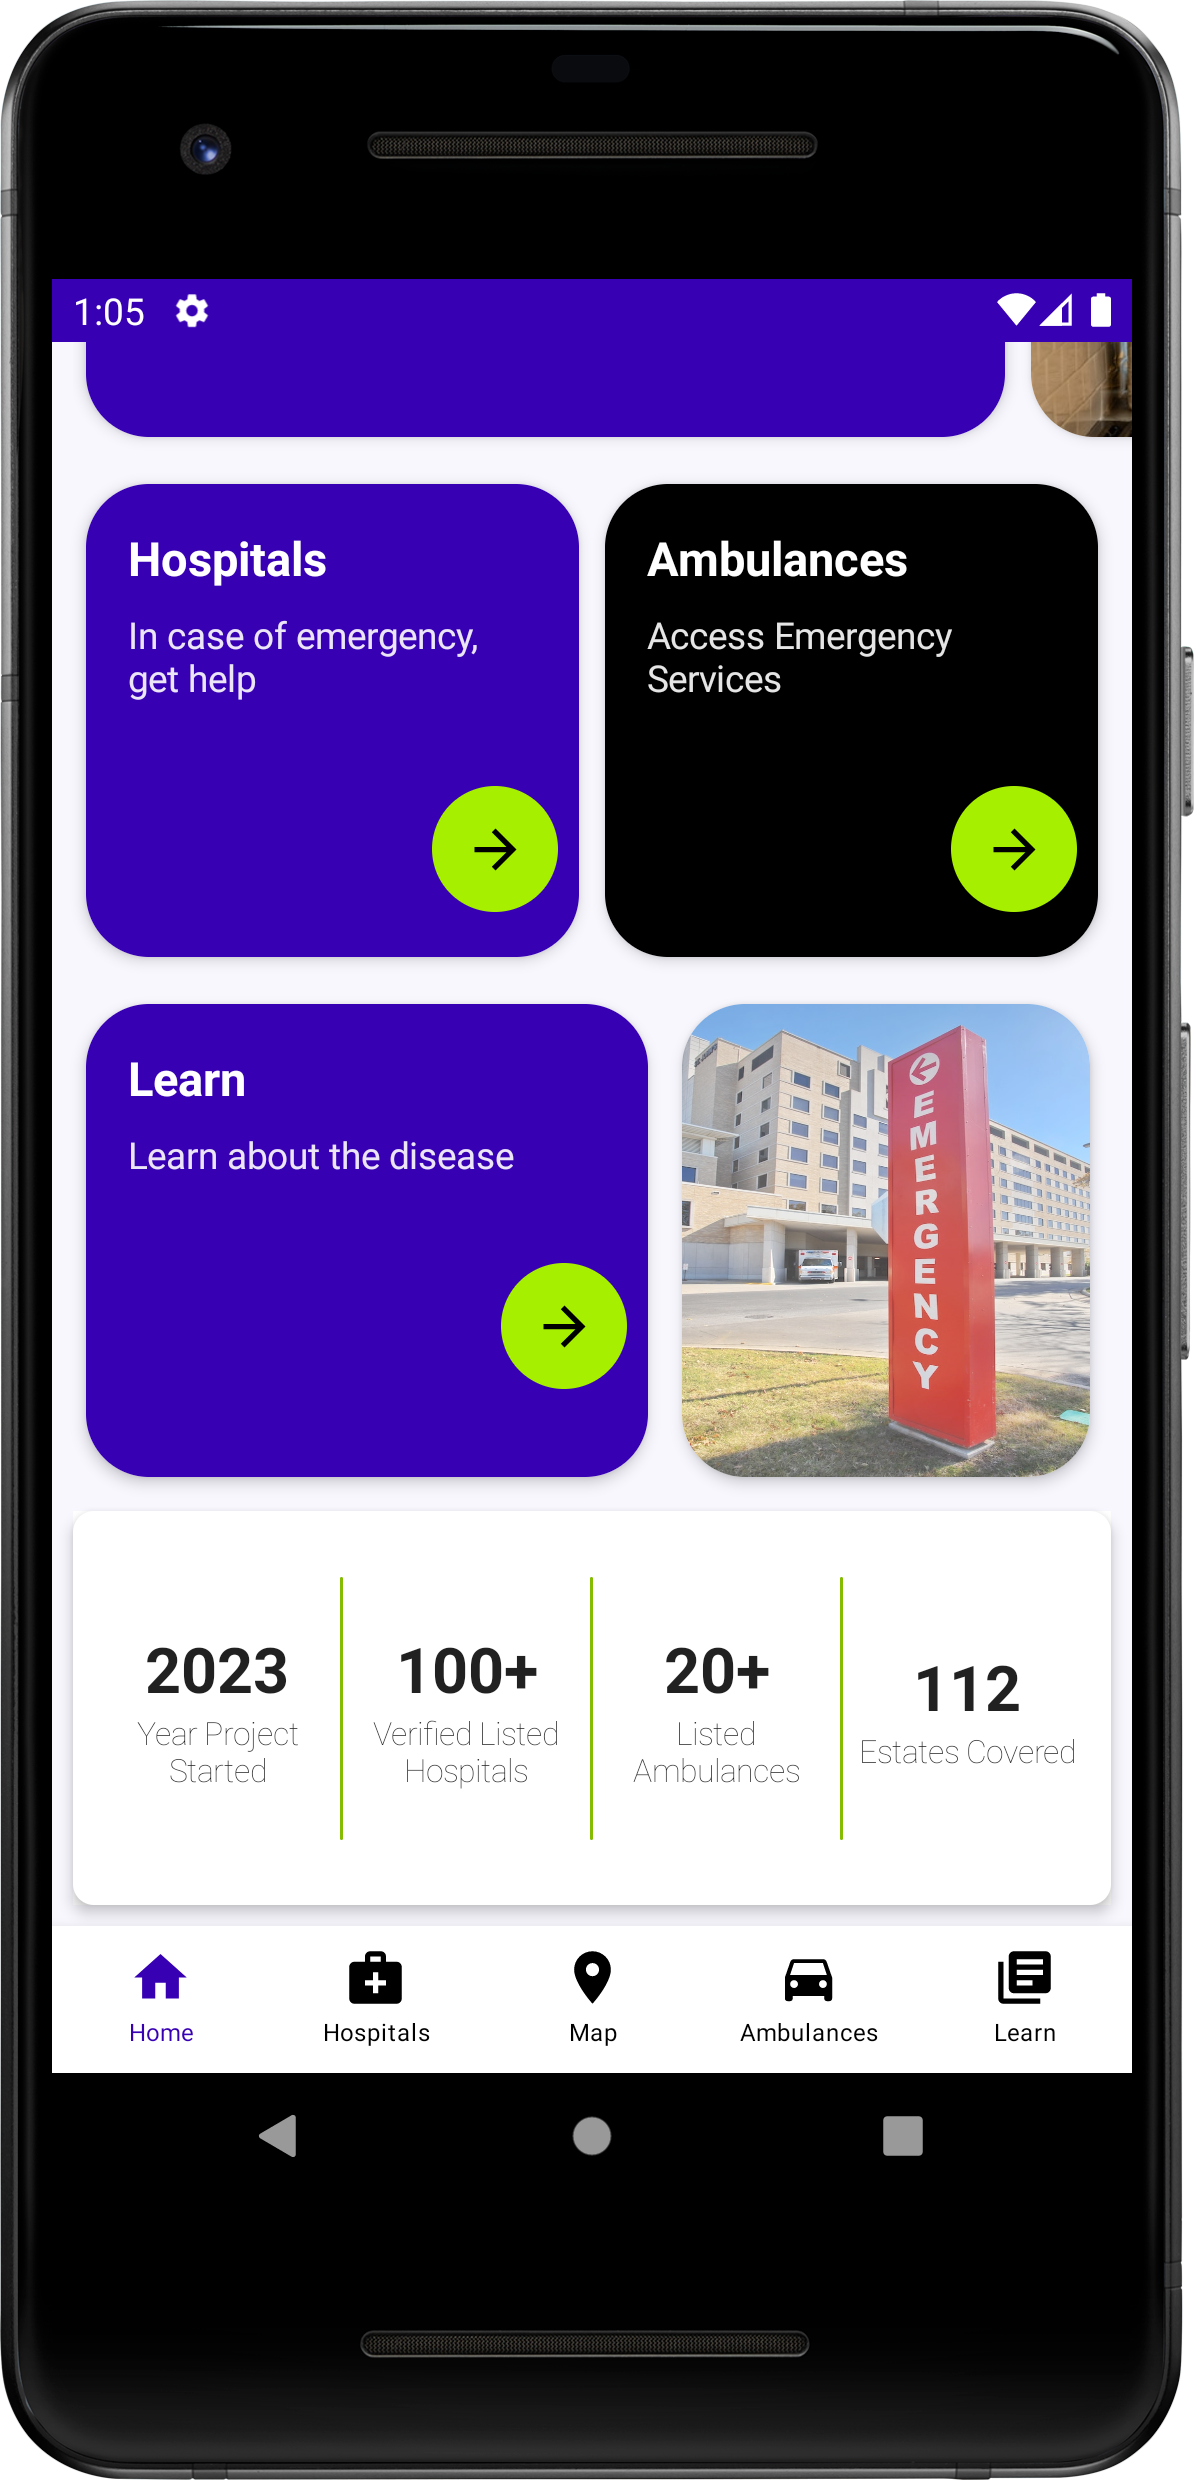 1:05
Hospitals
In case of emergency,
get help
Ambulances
Access Emergency
Services
Learn
Learn about the disease
EMERGENCY
2023
Year Project
Started
100+
Verified Listed
Hospitals
20+
Listed
Ambulances
112
Estates Covered
Home
Hospitals
Map
Ambulances
Learn